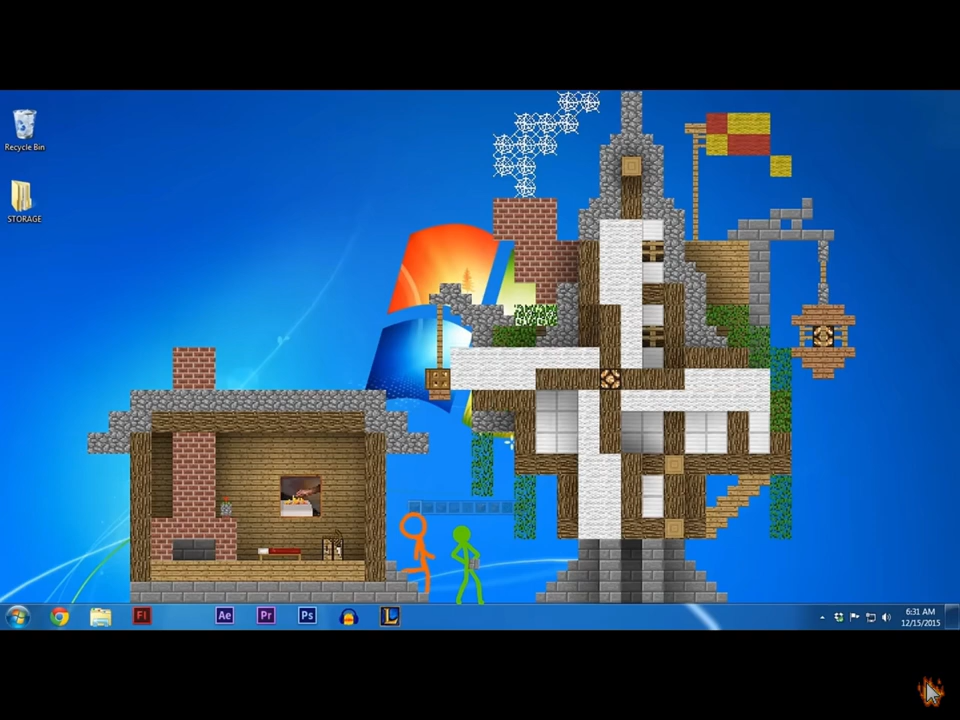 Recycle Bin
STORAGE
Fl
Ae
Pr
Ps
L
6:31 AM
12/15/2015